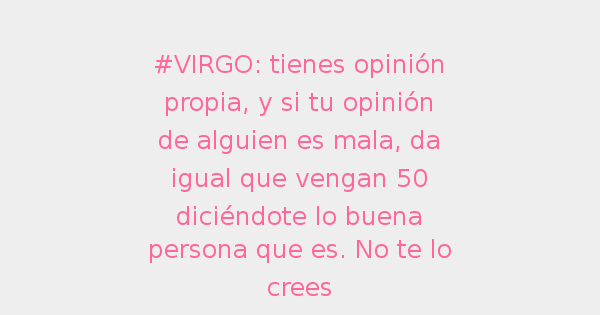 #VIRGO: tienes opinión
propia, y si tu opinión
de alguien es mala, da
igual que vengan 50
diciéndote lo buena
persona que es. No te lo
crees